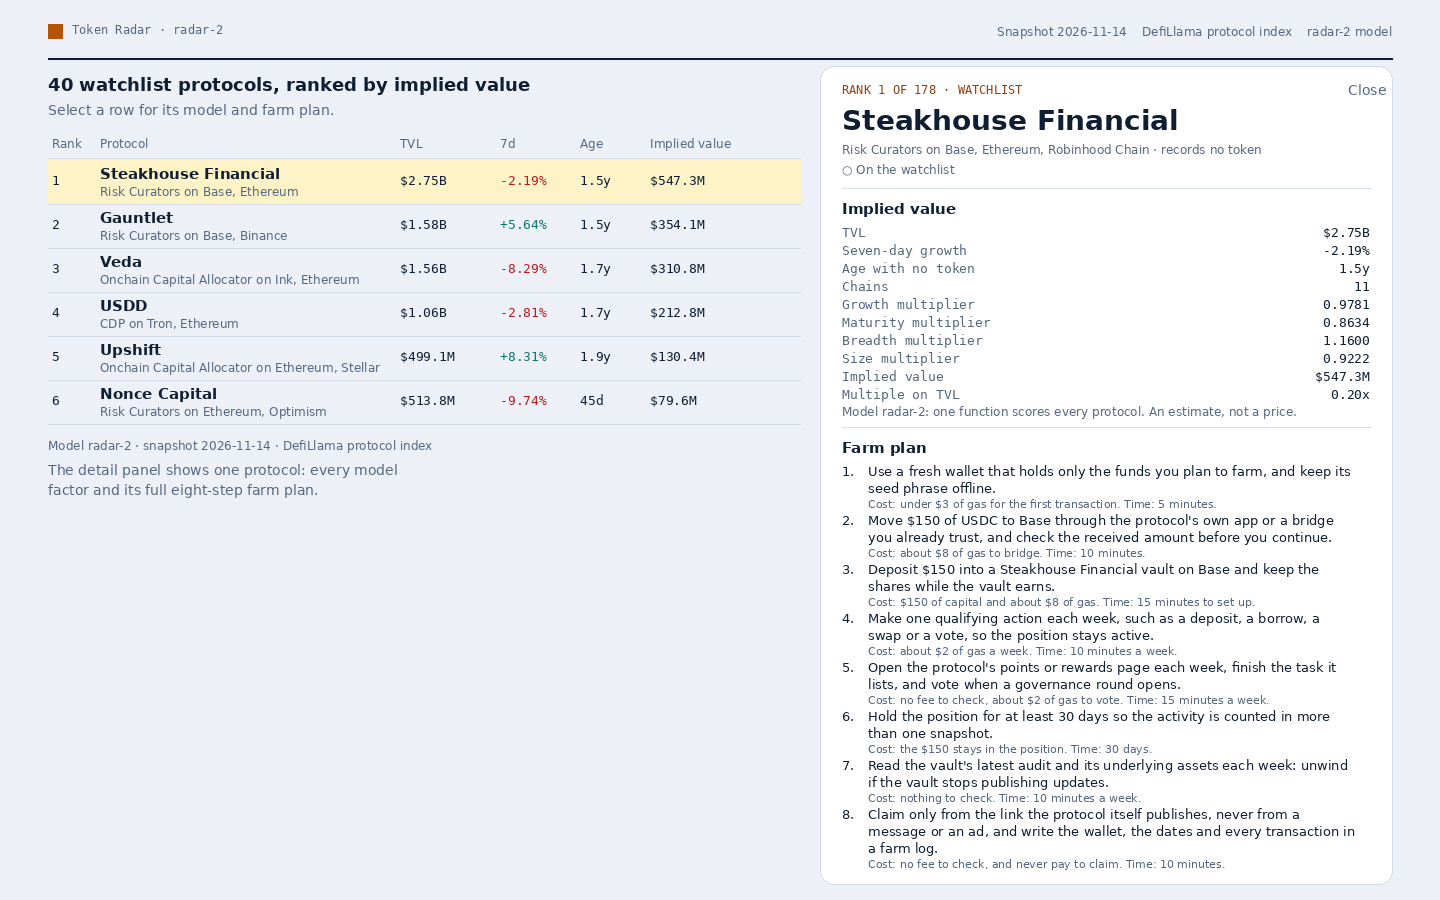 Token Radar · radar-2
Snapshot 2026-11-14 DefiLlama protocol index radar-2 model
40 watchlist protocols, ranked by implied value
Select a row for its model and farm plan.
Rank Protocol TVL 7d Age Implied value
1 Steakhouse Financial $2.75B -2.19% 1.5y $547.3M
Risk Curators on Base, Ethereum
2 Gauntlet $1.58B +5.64% 1.5y $354.1M
Risk Curators on Base, Binance
3 Veda $1.56B -8.29% 1.7y $310.8M
Onchain Capital Allocator on Ink, Ethereum
4 USDD $1.06B -2.81% 1.7y $212.8M
CDP on Tron, Ethereum
5 Upshift $499.1M +8.31% 1.9y $130.4M
Onchain Capital Allocator on Ethereum, Stellar
6 Nonce Capital $513.8M -9.74% 45d $79.6M
Risk Curators on Ethereum, Optimism
Model radar-2 · snapshot 2026-11-14 · DefiLlama protocol index
The detail panel shows one protocol: every model
factor and its full eight-step farm plan.
RANK 1 OF 178 · WATCHLIST
Close
Steakhouse Financial
Risk Curators on Base, Ethereum, Robinhood Chain · records no token
○ On the watchlist
Implied value
TVL $2.75B
Seven-day growth -2.19%
Age with no token 1.5y
Chains 11
Growth multiplier 0.9781
Maturity multiplier 0.8634
Breadth multiplier 1.1600
Size multiplier 0.9222
Implied value $547.3M
Multiple on TVL 0.20x
Model radar-2: one function scores every protocol. An estimate, not a price.
Farm plan
1. Use a fresh wallet that holds only the funds you plan to farm, and keep its
seed phrase offline.
Cost: under $3 of gas for the first transaction. Time: 5 minutes.
2. Move $150 of USDC to Base through the protocol's own app or a bridge
you already trust, and check the received amount before you continue.
Cost: about $8 of gas to bridge. Time: 10 minutes.
3. Deposit $150 into a Steakhouse Financial vault on Base and keep the
shares while the vault earns.
Cost: $150 of capital and about $8 of gas. Time: 15 minutes to set up.
4. Make one qualifying action each week, such as a deposit, a borrow, a
swap or a vote, so the position stays active.
Cost: about $2 of gas a week. Time: 10 minutes a week.
5. Open the protocol's points or rewards page each week, finish the task it
lists, and vote when a governance round opens.
Cost: no fee to check, about $2 of gas to vote. Time: 15 minutes a week.
6. Hold the position for at least 30 days so the activity is counted in more
than one snapshot.
Cost: the $150 stays in the position. Time: 30 days.
7. Read the vault's latest audit and its underlying assets each week: unwind
if the vault stops publishing updates.
Cost: nothing to check. Time: 10 minutes a week.
8. Claim only from the link the protocol itself publishes, never from a
message or an ad, and write the wallet, the dates and every transaction in
a farm log.
Cost: no fee to check, and never pay to claim. Time: 10 minutes.